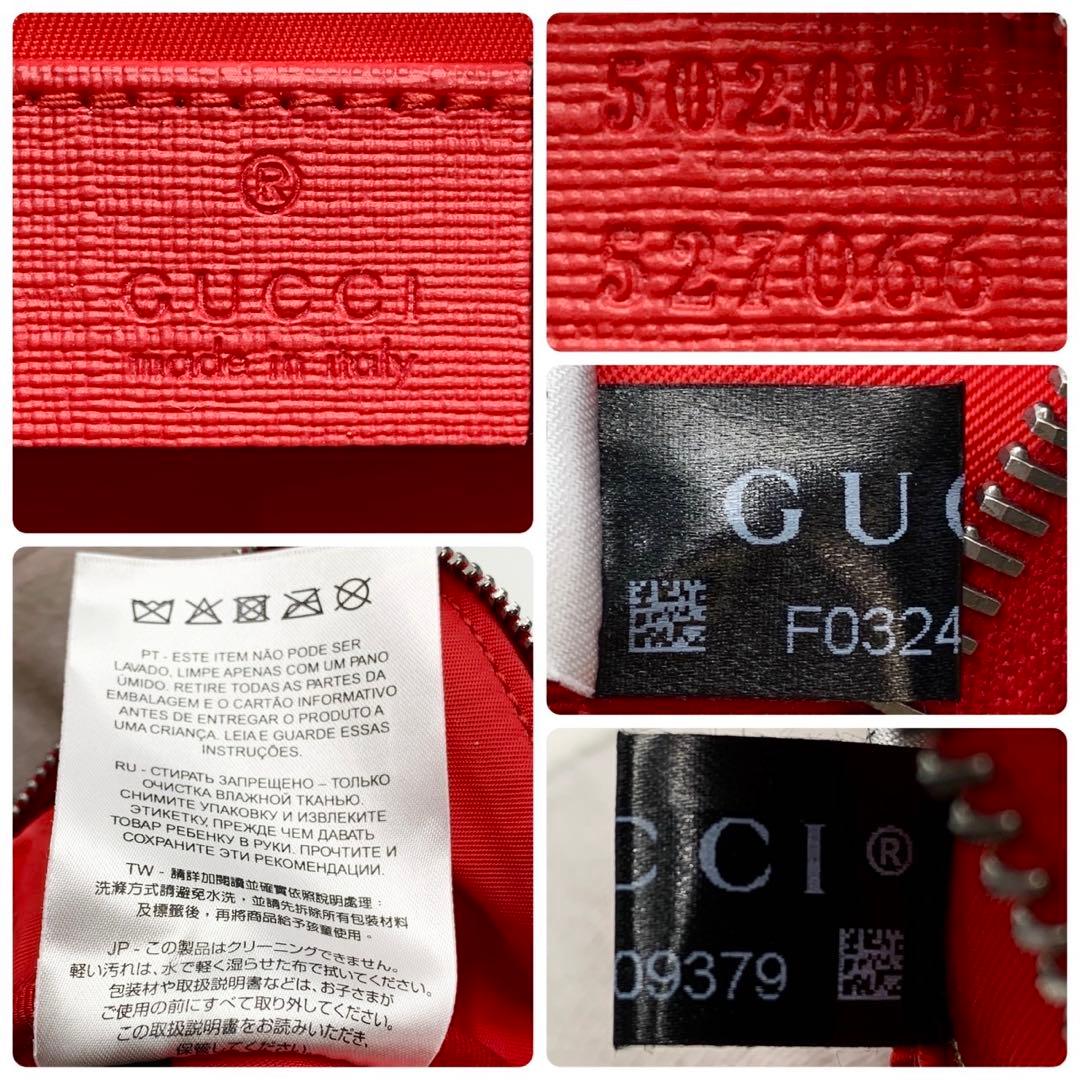 ®
GUCCI
made in italy
502095
527066
GUC
F0324
CCI®
09379
PT - ESTE ITEM NÃO PODE SER
LAVADO, LIMPE APENAS COM UM PANO
ÚMIDO. RETIRE TODAS AS PARTES DA
EMBALAGEM E O CARTÃO INFORMATIVO
ANTES DE ENTREGAR O PRODUTO A
UMA CRIANÇA. LEIA E GUARDE ESSAS
INSTRUÇÕES.
RU - СТИРАТЬ ЗАПРЕЩЕНО – ТОЛЬКО
ОЧИСТКА ВЛАЖНОЙ ТКАНЬЮ.
СНИМИТЕ УПАКОВКУ И ИЗВЛЕКИТЕ
ЭТИКЕТКУ, ПРЕЖДЕ ЧЕМ ДАВАТЬ
ТОВАР РЕБЕНКУ В РУКИ. ПРОЧТИТЕ И
СОХРАНИТЕ ЭТИ РЕКОМЕНДАЦИИ.
TW - 請詳加閱讀並確實依照說明處理：
洗滌方式請避免水洗，並請先拆除所有包裝材料
及標籤後，再將商品給予孩童使用。
JP - この製品はクリーニングできません。
軽い汚れは、水で軽く湿らせた布で拭いてください。
包装材や取扱説明書などは、お子さまが
ご使用の前にすべて取り外してください。
この取扱説明書をお読みいただき、
保管してください。